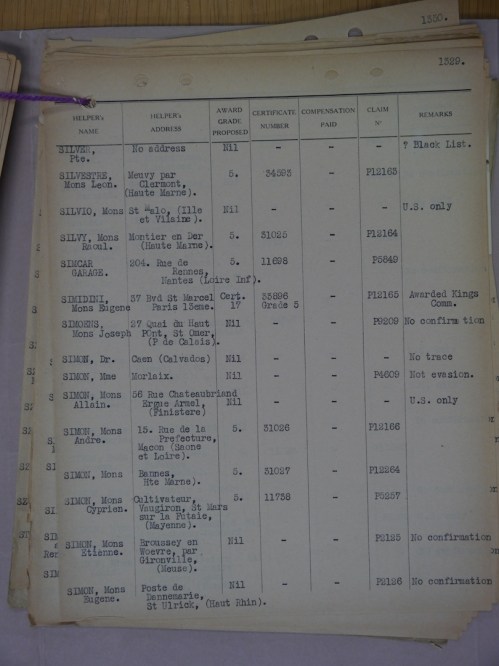 1330.
1329.
HELPER's NAME HELPER's ADDRESS AWARD GRADE PROPOSED CERTIFICATE NUMBER COMPENSATION PAID CLAIM Nº REMARKS
SILVER, No address Nil - - - ? Black List.
Pte.
SILVESTRE, Meuvy par 5. 34593 - P12163
Mons Leon. Clermont,
(Haute Marne).
SILVIO, Mons St Malo, (Ille Nil - - - U.S. only
et Vilaine).
SILVY, Mons Montier en Der 5. 31025 - P12164
Raoul. (Haute Marne).
SIMCAR 204. Rue de 5. 11698 - P5849
GARAGE. Rennes,
Nantes (Loire Inf).
SIMIDINI, 37 Bvd St Marcel Cert. 33896 - P12165 Awarded Kings
Mons Eugene Paris 13eme. 17 Grade 5 Comm.
SIMOENS, 27 Quai du Haut Nil - - P9209 No confirmation
Mons Joseph Pont, St Omer,
(P de Calais).
SIMON, Dr. Caen (Calvados) Nil - - - No trace
SIMON, Mme Morlaix. Nil - - P4609 Not evasion.
SIMON, Mons 56 Rue Chateaubriand
Allain. Ergue Armel, Nil - - - U.S. only
(Finistere)
SIMON, Mons 15. Rue de la 5. 31026 - P12166
Andre. Prefecture,
Macon (Saone
et Loire).
SIMON, Mons Bannes, 5. 31027 - P12264
Hte Marne).
SIMON, Mons Cultivateur, 5. 11738 - P5257
Cyprien. Vaugiron, St Mars
sur la Futaie,
(Mayenne).
SIMON, Mons Broussey en Nil - - P2125 No confirmation
Etienne. Woevre, par
Gironville,
(Meuse).
SIMON, Mons Poste de Nil - - P2126 No confirmation
Eugene. Dannemarie,
St Ulrick, (Haut Rhin).